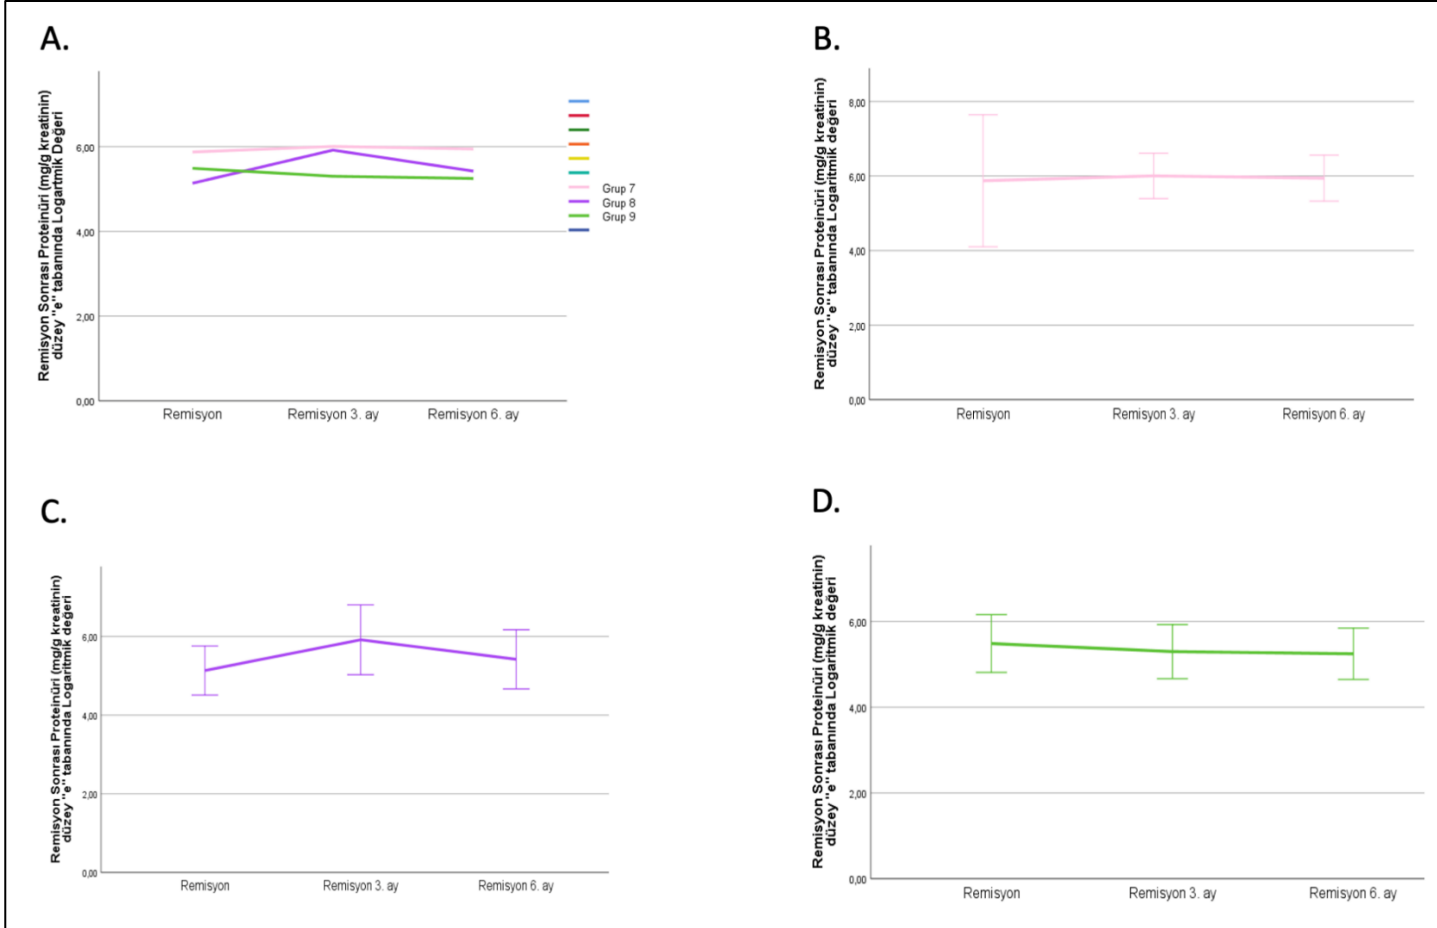 A.
Remisyon Sonrası Proteinüri (mg/g kreatinin)
düzey "e" tabanında Logaritmik Değeri
6,00
4,00
2,00
0,00
Remisyon Remisyon 3. ay Remisyon 6. ay
Grup 7
Grup 8
Grup 9
B.
Remisyon Sonrası Proteinüri (mg/g kreatinin)
düzey "e" tabanında Logaritmik değeri
8,00
6,00
4,00
2,00
0,00
Remisyon Remisyon 3. ay Remisyon 6. ay
C.
Remisyon Sonrası Proteinüri (mg/g kreatinin)
düzey "e" tabanında Logaritmik değeri
6,00
4,00
2,00
0,00
Remisyon Remisyon 3. ay Remisyon 6. ay
D.
Remisyon Sonrası Proteinüri (mg/g kreatinin)
düzey "e" tabanında Logaritmik değeri
6,00
4,00
2,00
0,00
Remisyon Remisyon 3. ay Remisyon 6. ay